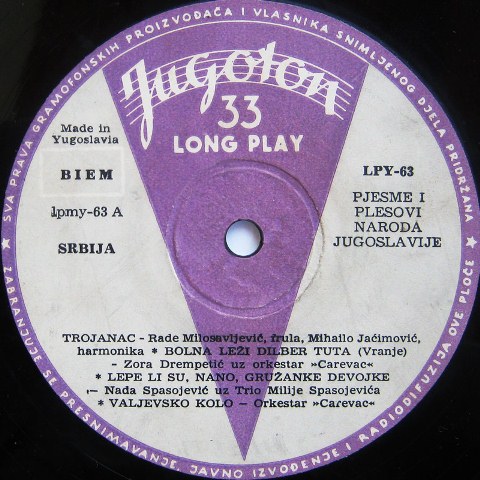 SVA PRAVA GRAMOFONSKIH PROIZVOĐAČA I VLASNIKA SNIMLJENOG DJELA PRIDRŽANA ★
Jugoton
33
LONG PLAY
Made in
Yugoslavia
BIEM
lpmy-63 A
SRBIJA
LPY-63
PJESME I
PLESOVI
NARODA
JUGOSLAVIJE
TROJANAC - Rade Milosavljević, frula, Mihailo Jaćimović,
harmonika * BOLNA LEŽI DILBER TUTA (Vranje)
- Zora Drempetić uz orkestar »Carevac«
* LEPE LI SU, NANO, GRUŽANKE DEVOJKE
- Nada Spasojević uz Trio Milije Spasojevića
* VALJEVSKO KOLO - Orkestar »Carevac«
ZABRANJUJE SE PRESNIMAVANJE, JAVNO IZVOĐENJE I RADIODIFUZIJA OVE PLOČE ★